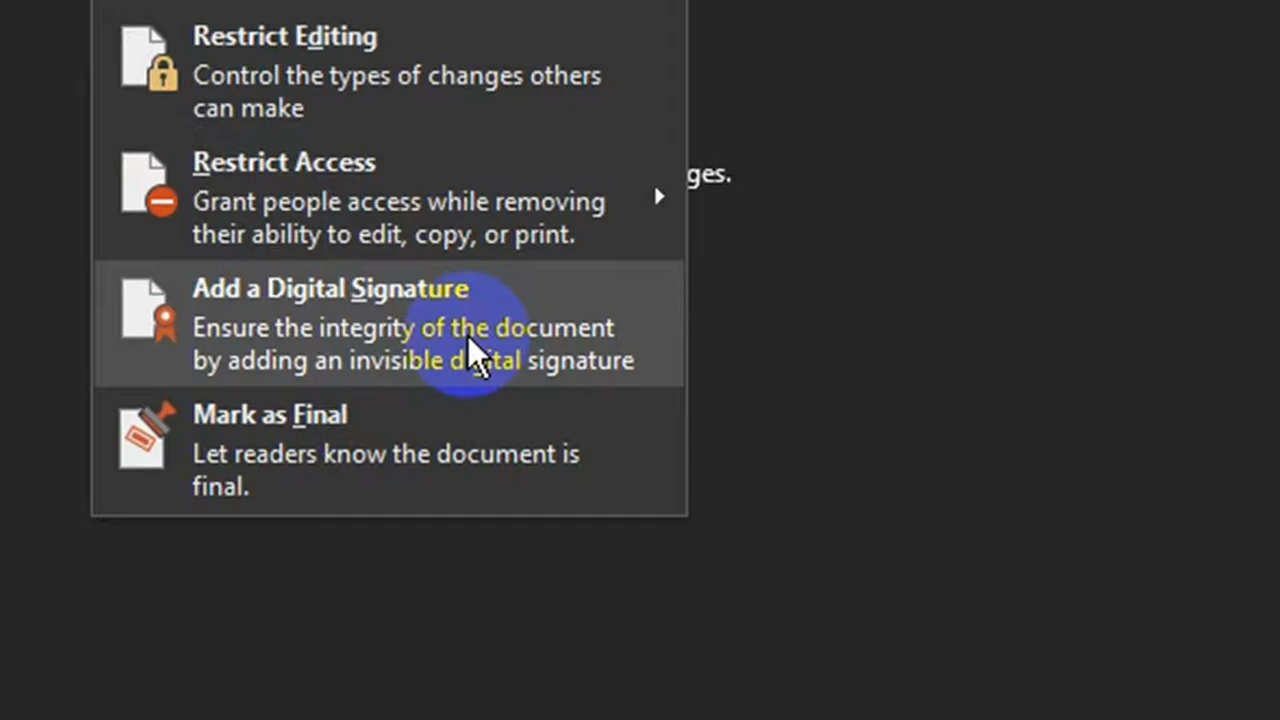 Restrict Editing
Control the types of changes others
can make
Restrict Access
ges.
Grant people access while removing
their ability to edit, copy, or print.
Add a Digital Signature
Ensure the integrity of the document
by adding an invisible digital signature
Mark as Final
Let readers know the document is
final.